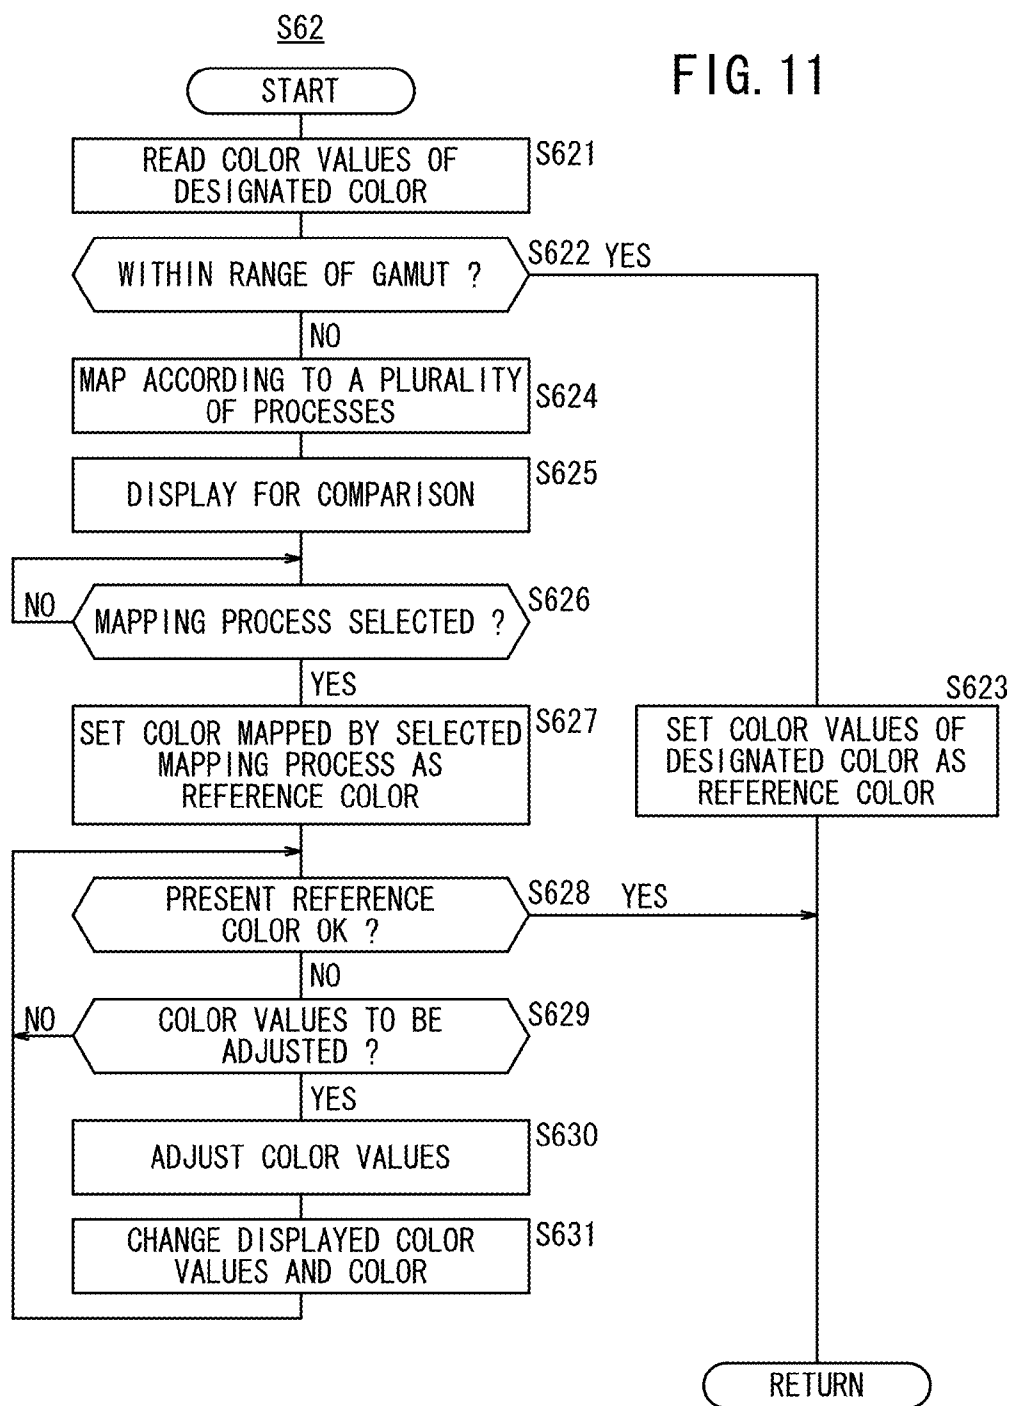 S62
FIG. 11
START
READ COLOR VALUES OF
DESIGNATED COLOR
S621
WITHIN RANGE OF GAMUT ?
S622
YES
NO
MAP ACCORDING TO A PLURALITY
OF PROCESSES
S624
DISPLAY FOR COMPARISON
S625
NO
MAPPING PROCESS SELECTED ?
S626
YES
SET COLOR MAPPED BY SELECTED
MAPPING PROCESS AS
REFERENCE COLOR
S627
S623
SET COLOR VALUES OF
DESIGNATED COLOR AS
REFERENCE COLOR
PRESENT REFERENCE
COLOR OK ?
S628
YES
NO
NO
COLOR VALUES TO BE
ADJUSTED ?
S629
YES
ADJUST COLOR VALUES
S630
CHANGE DISPLAYED COLOR
VALUES AND COLOR
S631
RETURN